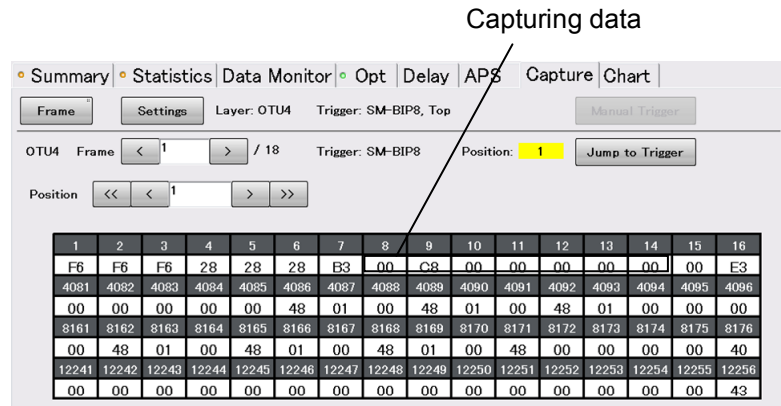 Capturing data
Summary Statistics Data Monitor Opt Delay APS Capture Chart
Frame Settings Layer: OTU4 Trigger: SM-BIP8, Top Manual Trigger
OTU4 Frame < 1 > / 18 Trigger: SM-BIP8 Position: 1 Jump to Trigger
Position << < 1 > >>
1 2 3 4 5 6 7 8 9 10 11 12 13 14 15 16
F6 F6 F6 28 28 28 B3 00 C8 00 00 00 00 00 00 E3
4081 4082 4083 4084 4085 4086 4087 4088 4089 4090 4091 4092 4093 4094 4095 4096
00 00 00 00 00 48 01 00 48 01 00 48 01 00 00 00
8161 8162 8163 8164 8165 8166 8167 8168 8169 8170 8171 8172 8173 8174 8175 8176
00 48 01 00 48 01 00 48 01 00 48 00 00 00 00 40
12241 12242 12243 12244 12245 12246 12247 12248 12249 12250 12251 12252 12253 12254 12255 12256
00 00 00 00 00 00 00 00 00 00 00 00 00 00 00 43